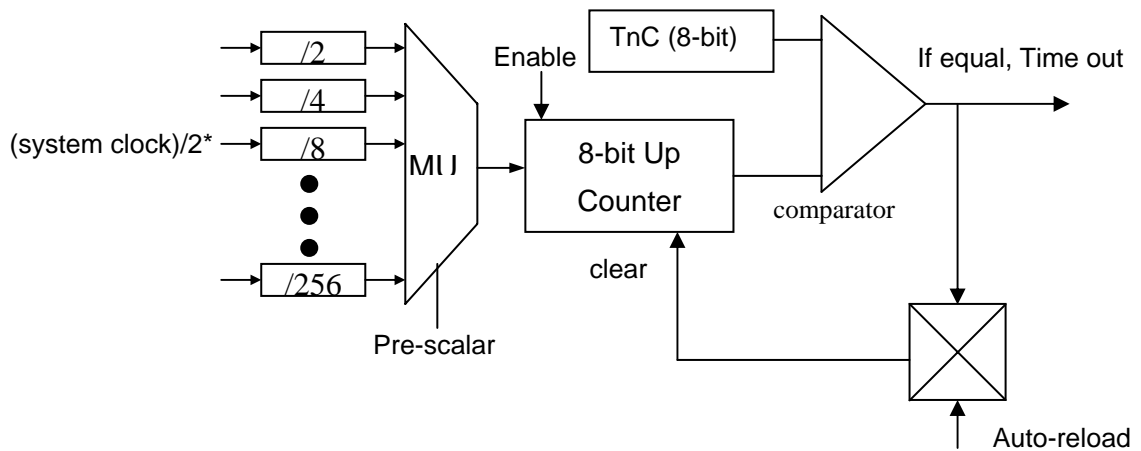 /2
/4
(system clock)/2*
/8
/256
MU
Pre-scalar
Enable
TnC (8-bit)
8-bit Up
Counter
clear
comparator
If equal, Time out
Auto-reload